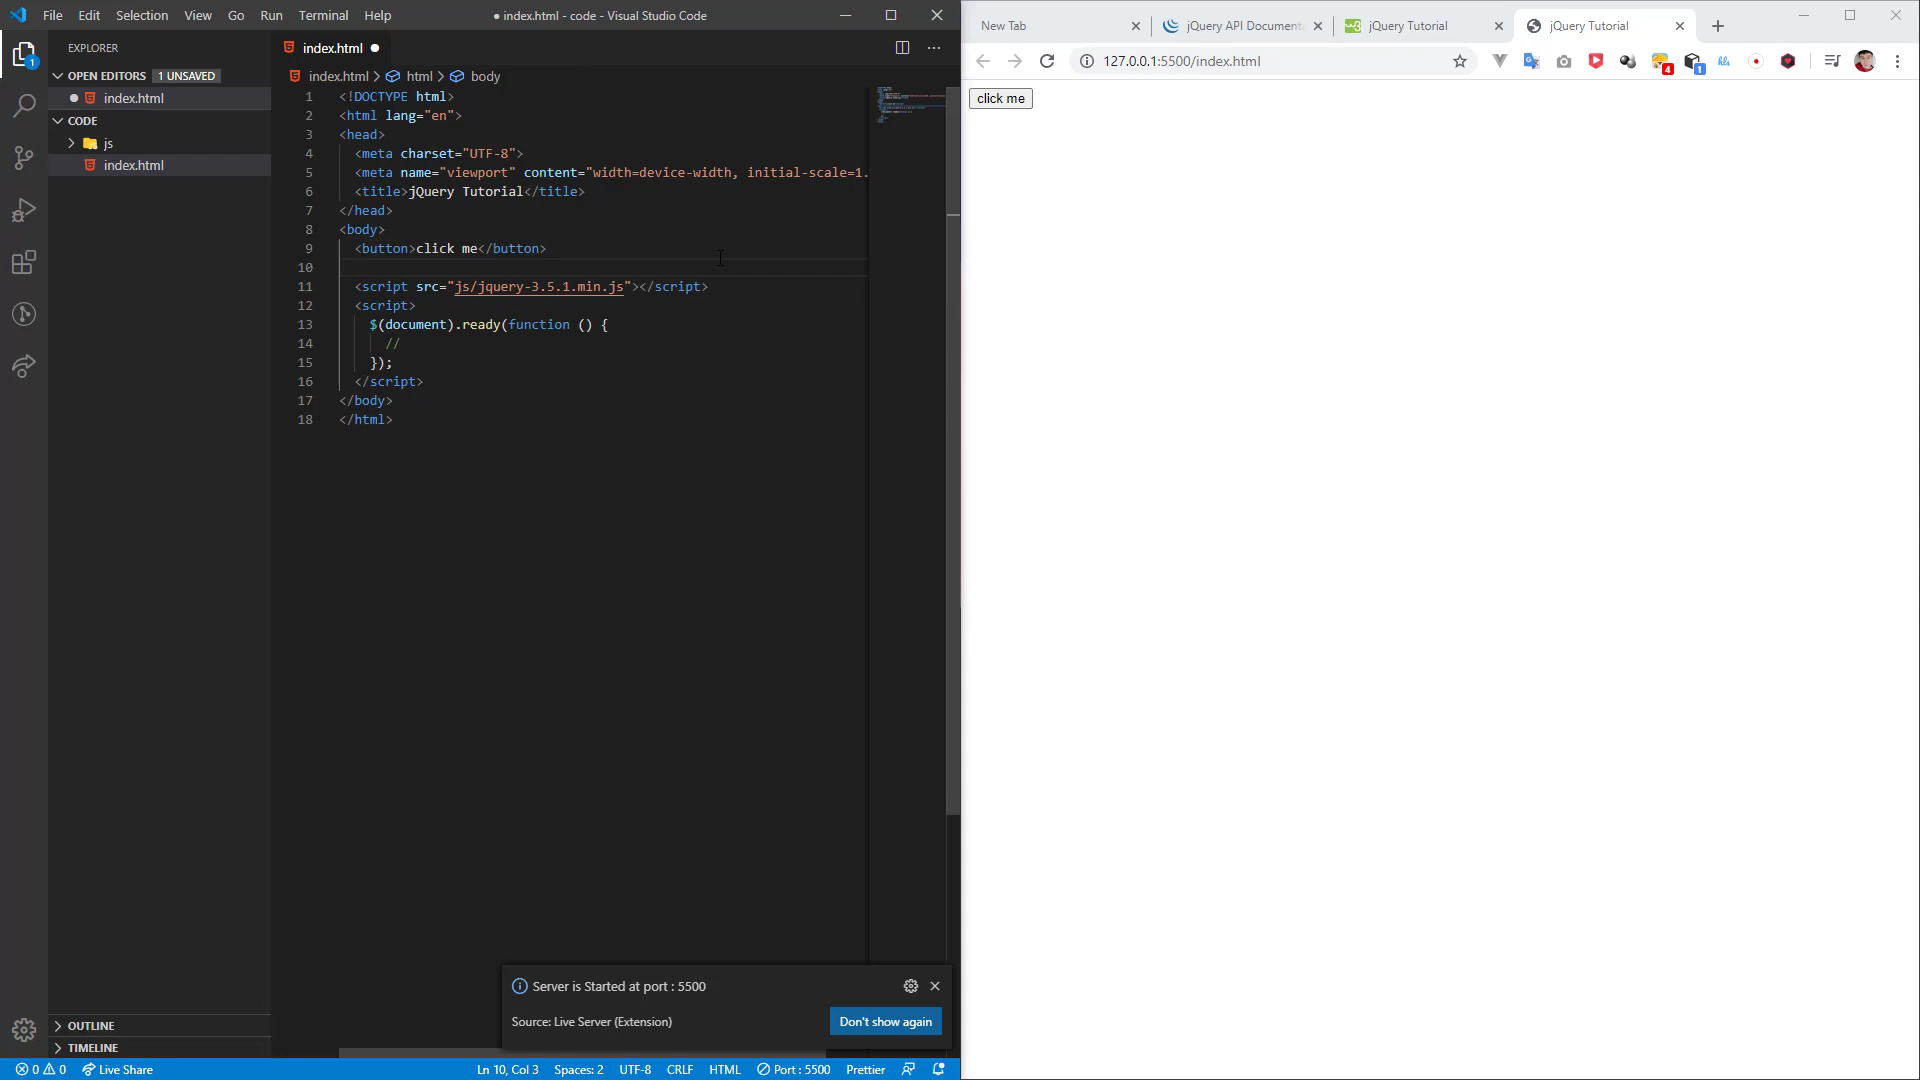 File Edit Selection View Go Run Terminal Help
● index.html - code - Visual Studio Code
New Tab
jQuery API Document
jQuery Tutorial
jQuery Tutorial
EXPLORER
index.html
127.0.0.1:5500/index.html
OPEN EDITORS 1 UNSAVED
index.html > html > body
index.html
click me
CODE
js
index.html
1 <!DOCTYPE html>
2 <html lang="en">
3 <head>
4 <meta charset="UTF-8">
5 <meta name="viewport" content="width=device-width, initial-scale=1.
6 <title>jQuery Tutorial</title>
7 </head>
8 <body>
9 <button>click me</button>
10
11 <script src="js/jquery-3.5.1.min.js"></script>
12 <script>
13 $(document).ready(function () {
14 //
15 });
16 </script>
17 </body>
18 </html>
Server is Started at port : 5500
Source: Live Server (Extension)
Don't show again
OUTLINE
TIMELINE
0 0 Live Share
Ln 10, Col 3 Spaces: 2 UTF-8 CRLF HTML Port : 5500 Prettier